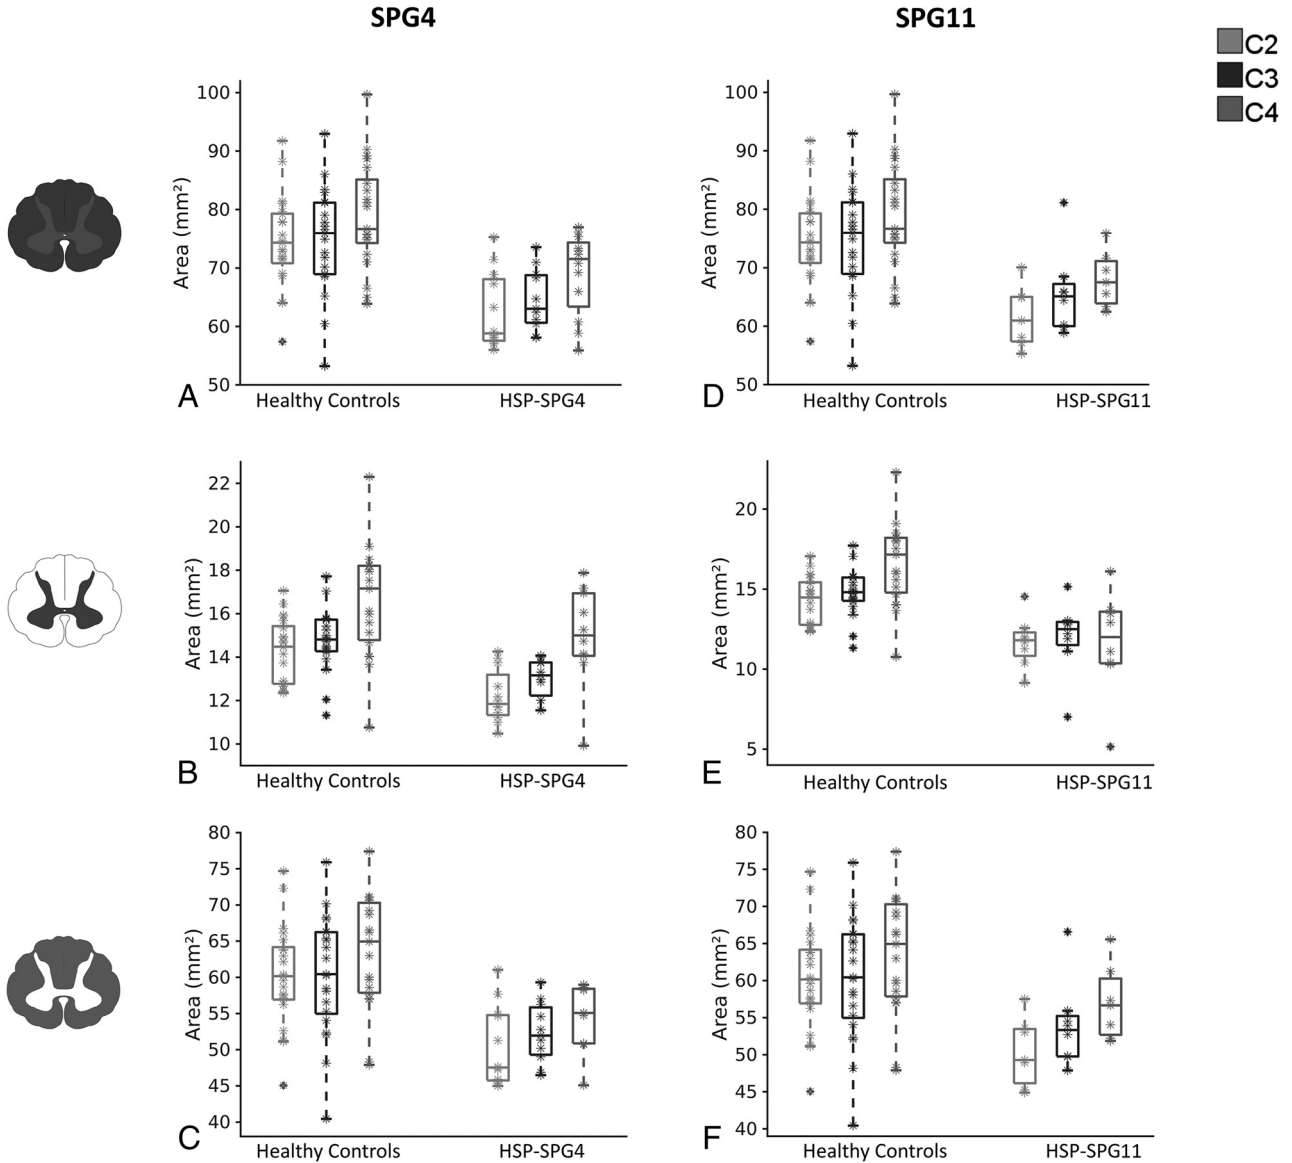 SPG4
SPG11
C2
C3
C4
100
90
80
70
60
50
Area (mm²)
A
Healthy Controls
HSP-SPG4
100
90
80
70
60
50
Area (mm²)
D
Healthy Controls
HSP-SPG11
22
20
18
16
14
12
10
Area (mm²)
B
Healthy Controls
HSP-SPG4
20
15
10
5
Area (mm²)
E
Healthy Controls
HSP-SPG11
80
75
70
65
60
55
50
45
40
Area (mm²)
C
Healthy Controls
HSP-SPG4
80
75
70
65
60
55
50
45
40
Area (mm²)
F
Healthy Controls
HSP-SPG11